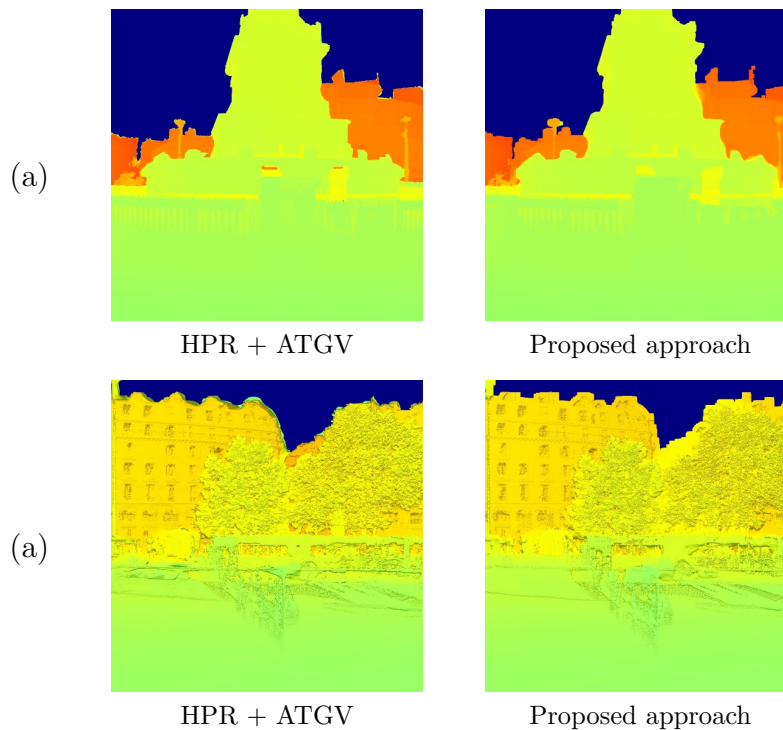 (a)
HPR + ATGV
Proposed approach
(a)
HPR + ATGV
Proposed approach